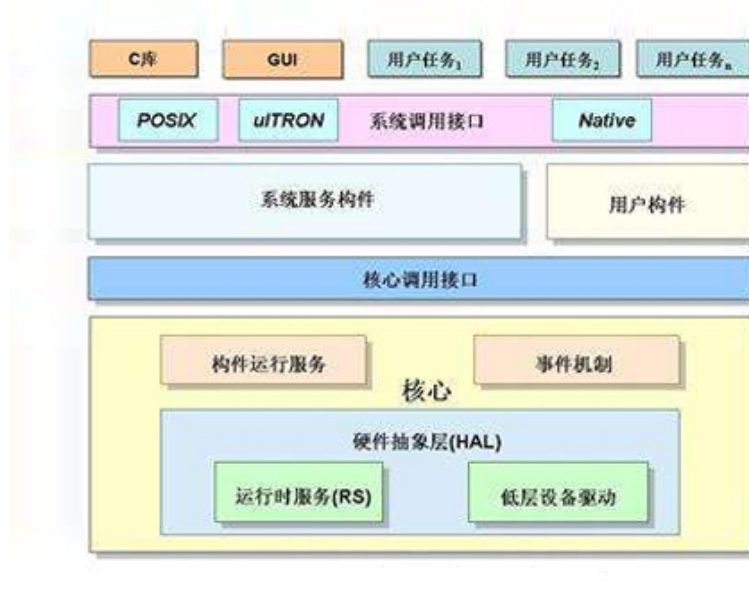 C库 GUI 用户任务1 用户任务2 用户任务n
POSIX uITRON 系统调用接口 Native
系统服务构件 用户构件
核心调用接口
构件运行服务 事件机制
核心
硬件抽象层(HAL)
运行时服务(RS) 低层设备驱动